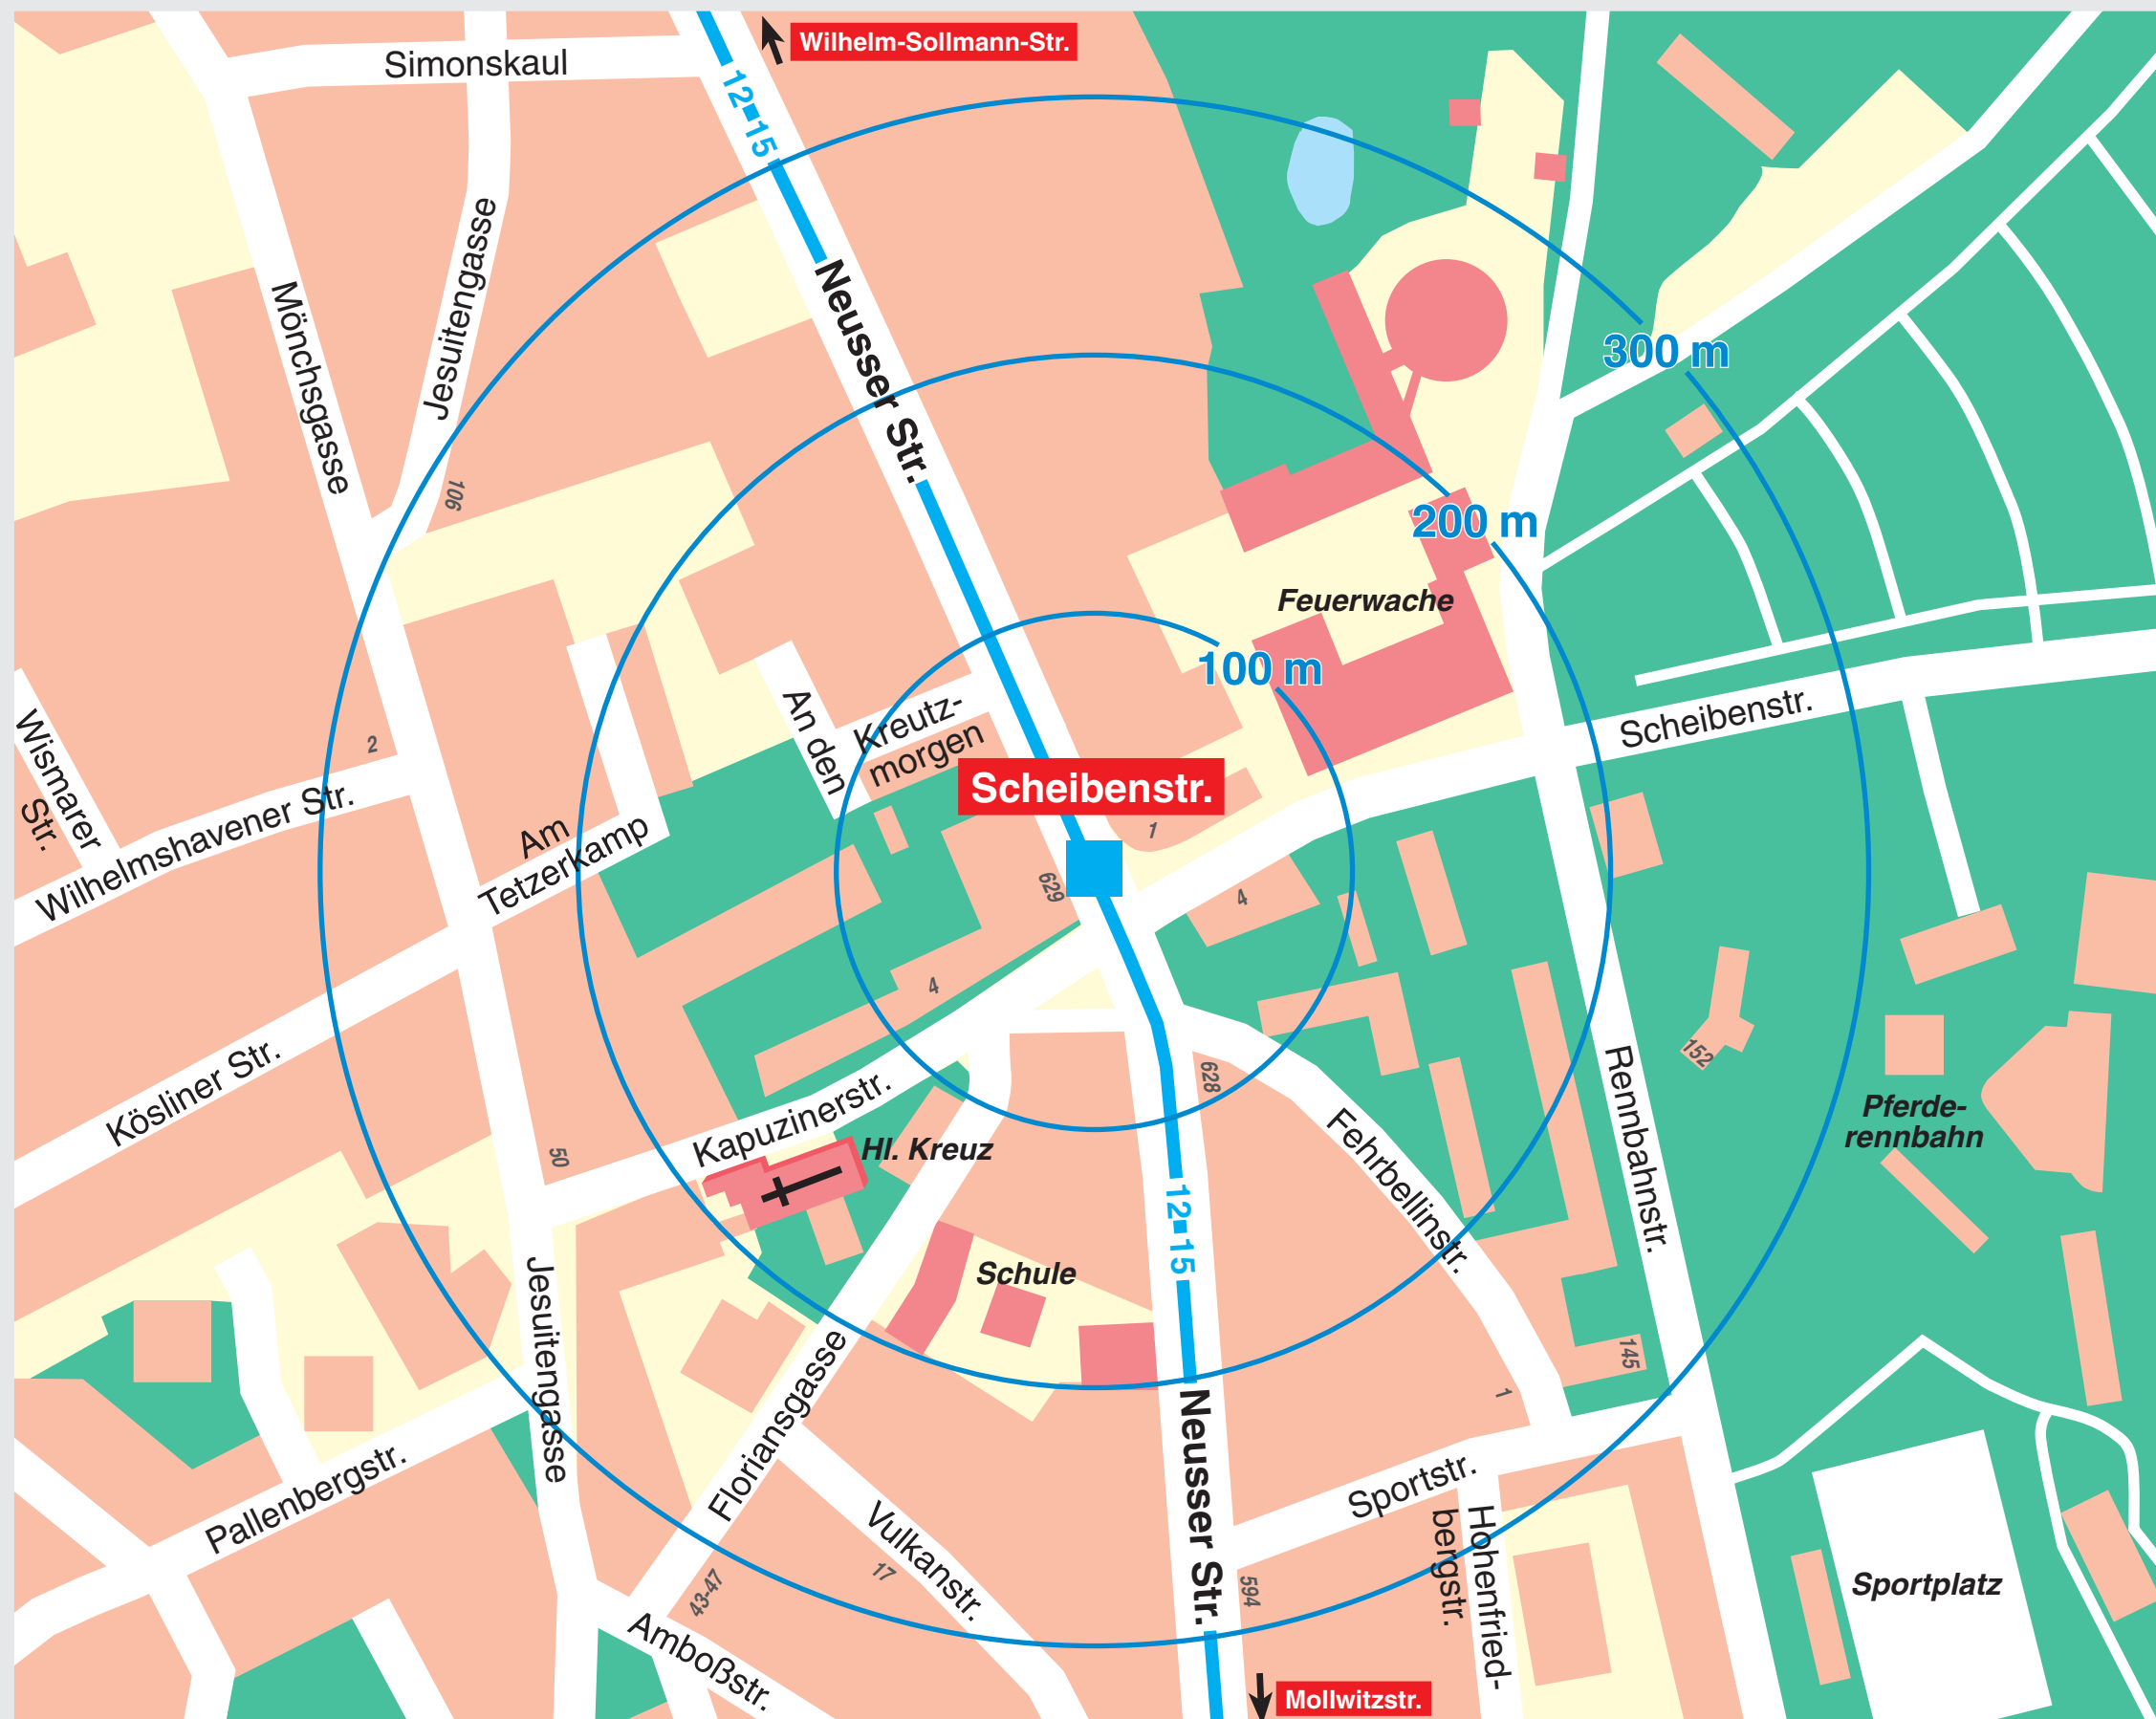 Wilhelm-Sollmann-Str.
Simonskaul
12■15
Jesuitengasse
Mönchsgasse
Neusser Str.
300 m
106
200 m
Feuerwache
100 m
Scheibenstr.
An den
Kreutz-
morgen
2
Wismarer
Str.
Wilhelmshavener Str.
Am
Tetzerkamp
Scheibenstr.
1
629
4
4
Kösliner Str.
Kapuzinerstr.
628
152
Rennbahnstr.
Pferde-
rennbahn
50
Hl. Kreuz
Fehrbellinstr.
12■15
Schule
Jesuitengasse
145
1
Floriansgasse
Neusser Str.
Pallenbergstr.
Sportstr.
Hohenfried-
bergstr.
Vulkanstr.
17
43-47
594
Sportplatz
Amboßstr.
Mollwitzstr.